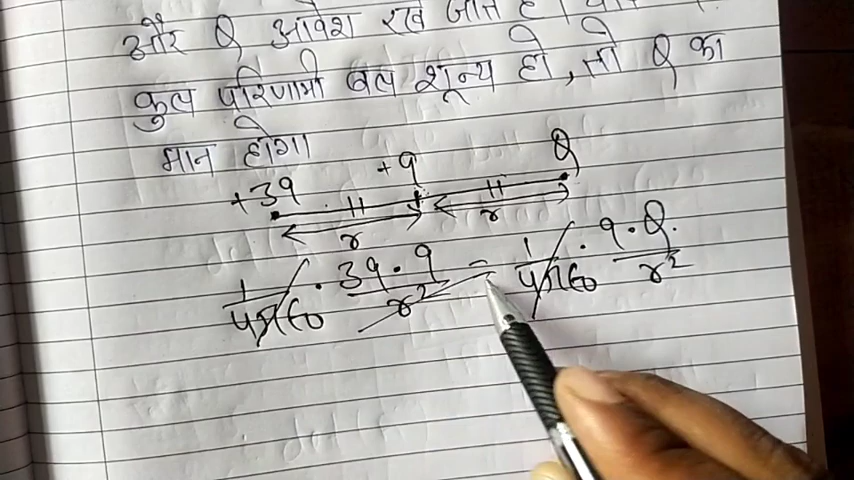 और Q आवेश रखे जाते है।
कुल परिणामी बल शून्य हो, तो Q का
मान होगा।
+3q +q Q
r r
1/4πϵ₀ · 3q·q/r² = 1/4πϵ₀ · q·Q/r²